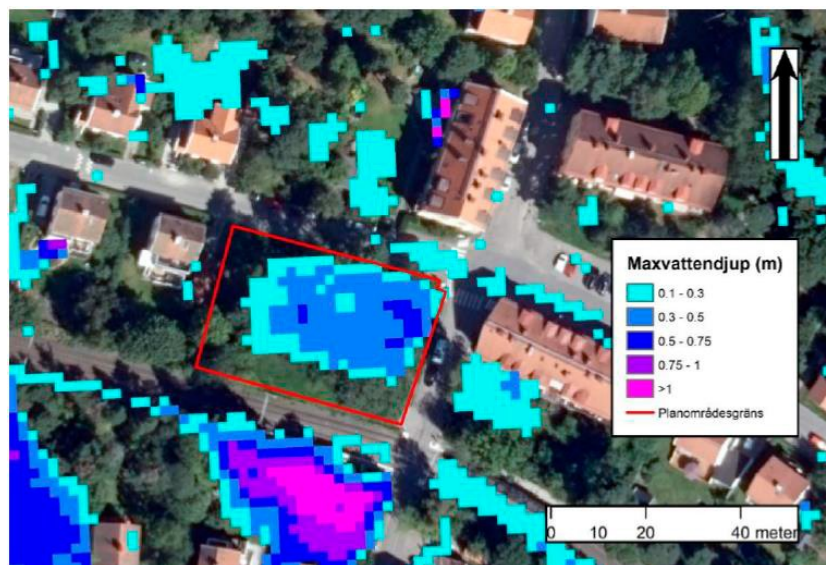 Maxvattendjup (m)
0.1 - 0.3
0.3 - 0.5
0.5 - 0.75
0.75 - 1
>1
Planområdesgräns
0 10 20 40 meter